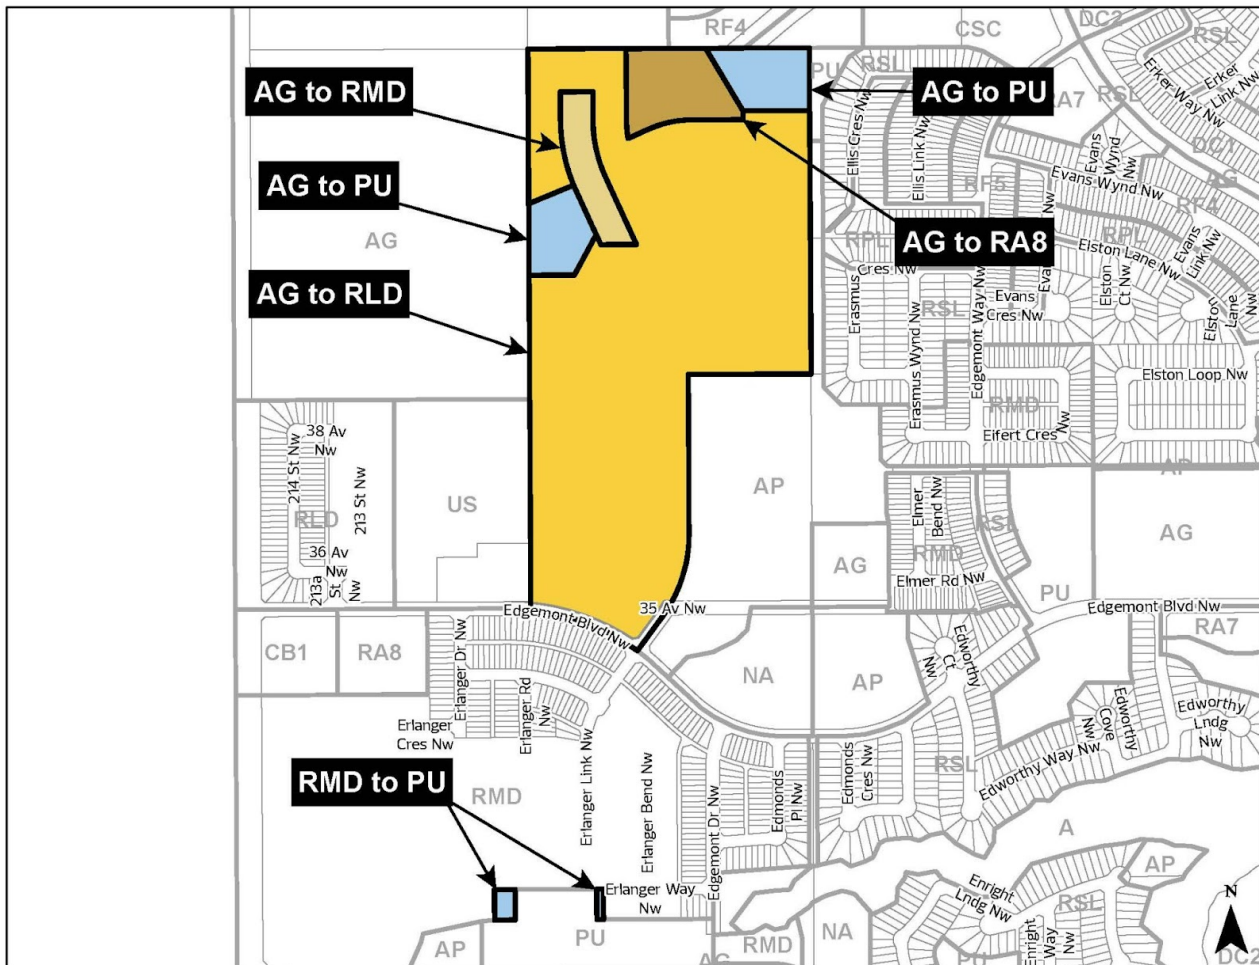 RF4
CSC
DC2
RSL
Erker Way Nw
Erker
Link Nw
AG to RMD
PU
RSL
AG to PU
RA7
RSL
DC1
Ellis Cres Nw
Ellis Link Nw
Evans
Wynd
Nw
Evans Wynd Nw
AG
AG to PU
RF5
RF4
AG
RPL
AG to RA8
RPL
Elston Lane Nw
Evans
Link Nw
Cres Nw
Erasmus
AG to RLD
RSL
Evans
Cres Nw
Elston
Ct Nw
Elston
Lane
Nw
Erasmus Wynd Nw
Edgemont Way Nw
Elston Loop Nw
RMD
Eifert Cres Nw
38 Av
Nw
214 St Nw
213 St Nw
RLD
US
AP
AP
36 Av
Nw
213a
St
Nw
Elmer
Bend Nw
RSL
RMD
AG
AG
Elmer Rd Nw
PU
Edgemont Blvd Nw
35 Av Nw
Edgemont Blvd Nw
RA7
CB1
RA8
Erlanger Dr Nw
Erlanger Rd
Nw
Erlanger
Cres Nw
NA
AP
Edworthy
Ct
Nw
Edworthy
Cove
Nw
Edworthy
Lndg
Nw
Edworthy Way Nw
RSL
RMD to PU
RMD
Erlanger Link Nw
Erlanger Bend Nw
Edgemont Dr Nw
Edmonds
Pl Nw
Edmonds
Cres Nw
A
AP
Erlanger Way
Nw
Enright
Lndg Nw
RSL
N
AP
PU
AG
RMD
NA
Enright
Way
Nw
PU
DC2